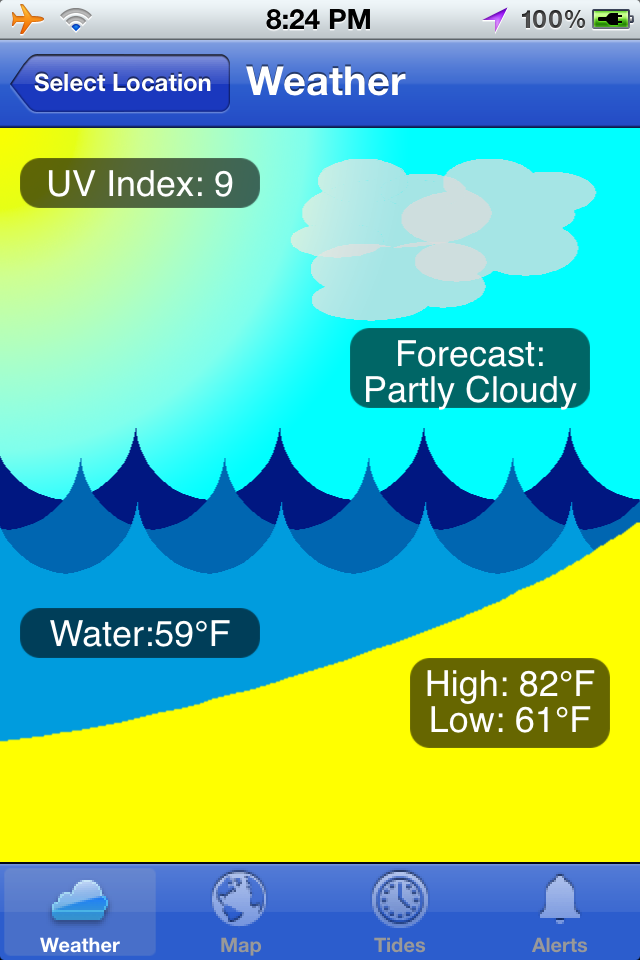 8:24 PM
100%
Select Location
Weather
UV Index: 9
Forecast:
Partly Cloudy
Water:59°F
High: 82°F
Low: 61°F
Weather
Map
Tides
Alerts